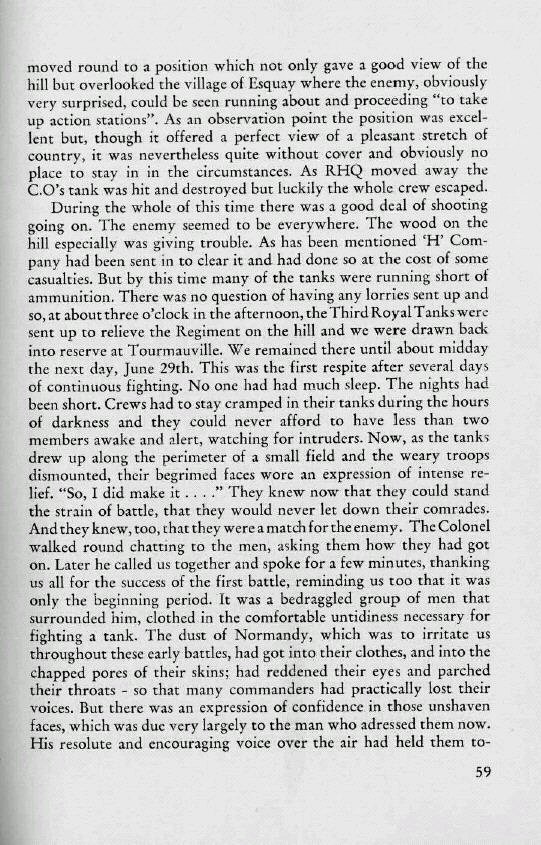 moved round to a position which not only gave a good view of the
hill but overlooked the village of Esquay where the enemy, obviously
very surprised, could be seen running about and proceeding “to take
up action stations”. As an observation point the position was excel-
lent but, though it offered a perfect view of a pleasant stretch of
country, it was nevertheless quite without cover and obviously no
place to stay in in the circumstances. As RHQ moved away the
C.O’s tank was hit and destroyed but luckily the whole crew escaped.
During the whole of this time there was a good deal of shooting
going on. The enemy seemed to be everywhere. The wood on the
hill especially was giving trouble. As has been mentioned ‘H’ Com-
pany had been sent in to clear it and had done so at the cost of some
casualties. But by this time many of the tanks were running short of
ammunition. There was no question of having any lorries sent up and
so, at about three o’clock in the afternoon, the Third Royal Tanks were
sent up to relieve the Regiment on the hill and we were drawn back
into reserve at Tourmauville. We remained there until about midday
the next day, June 29th. This was the first respite after several days
of continuous fighting. No one had had much sleep. The nights had
been short. Crews had to stay cramped in their tanks during the hours
of darkness and they could never afford to have less than two
members awake and alert, watching for intruders. Now, as the tanks
drew up along the perimeter of a small field and the weary troops
dismounted, their begrimed faces wore an expression of intense re-
lief. “So, I did make it . . . .” They knew now that they could stand
the strain of battle, that they would never let down their comrades.
And they knew, too, that they were a match for the enemy. The Colonel
walked round chatting to the men, asking them how they had got
on. Later he called us together and spoke for a few minutes, thanking
us all for the success of the first battle, reminding us too that it was
only the beginning period. It was a bedraggled group of men that
surrounded him, clothed in the comfortable untidiness necessary for
fighting a tank. The dust of Normandy, which was to irritate us
throughout these early battles, had got into their clothes, and into the
chapped pores of their skins; had reddened their eyes and parched
their throats – so that many commanders had practically lost their
voices. But there was an expression of confidence in those unshaven
faces, which was due very largely to the man who adressed them now.
His resolute and encouraging voice over the air had held them to-
59